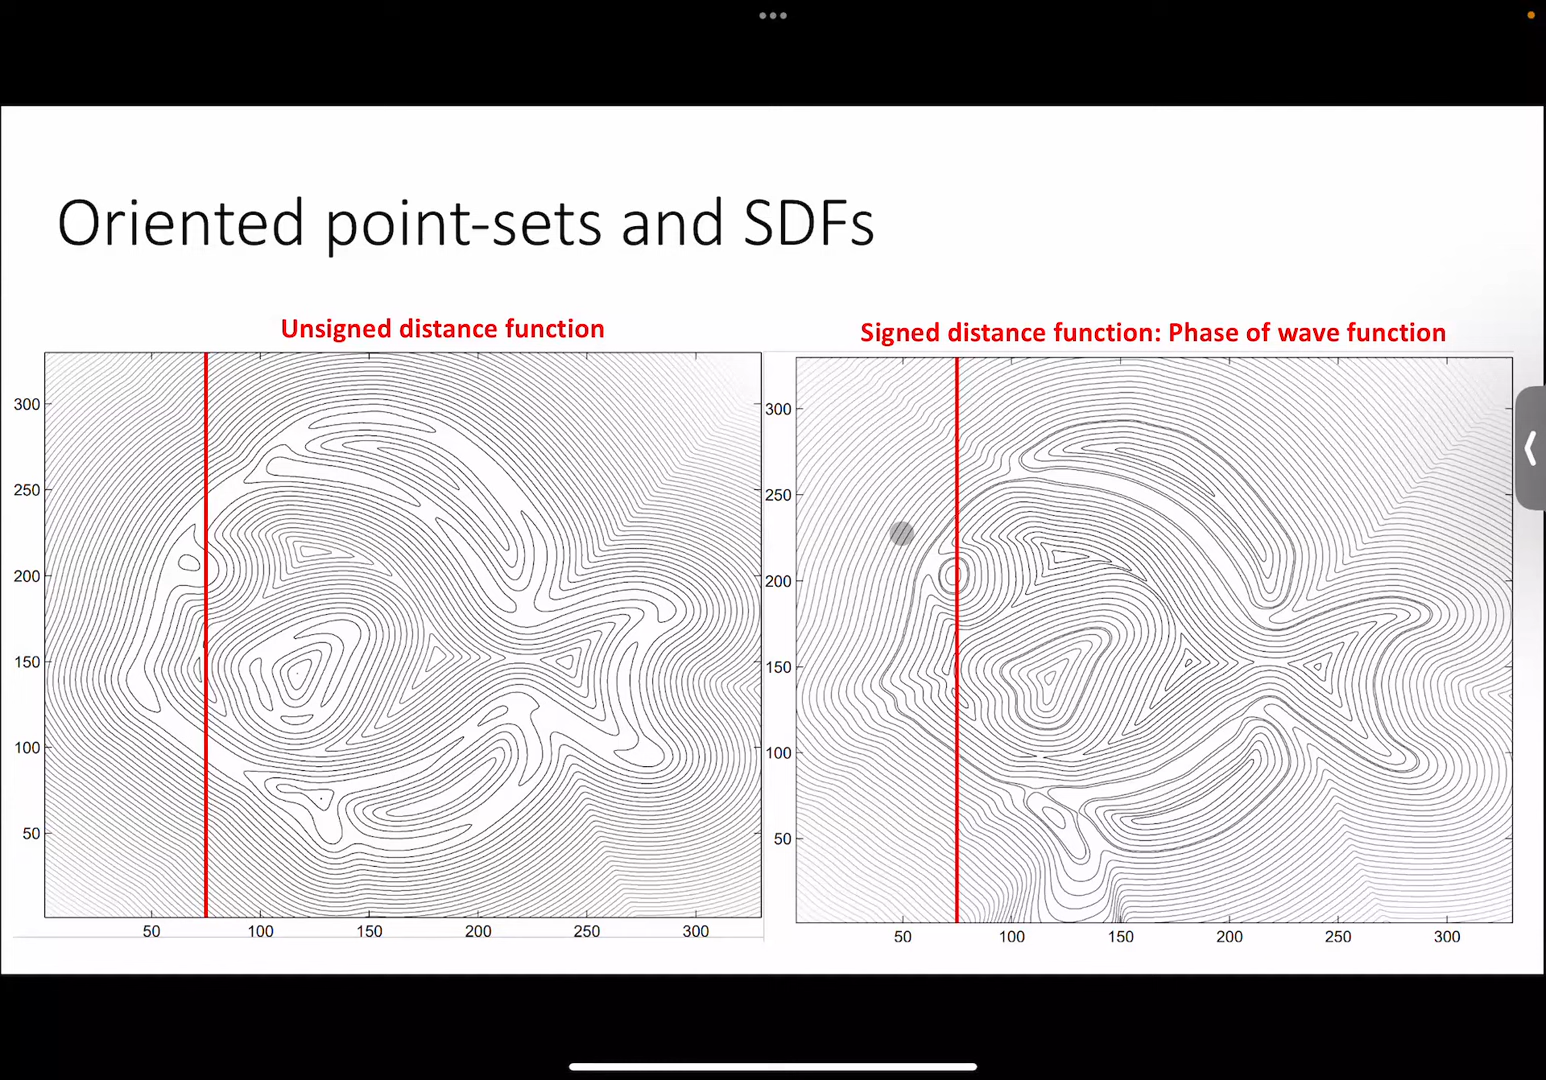 Oriented point-sets and SDFs
Unsigned distance function
300
250
200
150
100
50
50 100 150 200 250 300
Signed distance function: Phase of wave function
300
250
200
150
100
50
50 100 150 200 250 300